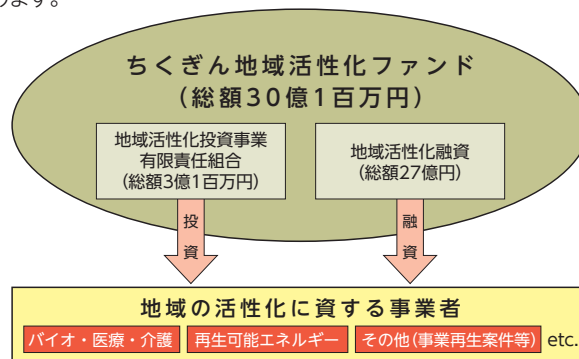 ります。
ちくぎん地域活性化ファンド
(総額30億1百万円)
地域活性化投資事業
有限責任組合
(総額3億1百万円)
地域活性化融資
(総額27億円)
投資
融資
地域の活性化に資する事業者
バイオ・医療・介護 再生可能エネルギー その他(事業再生案件等) etc.